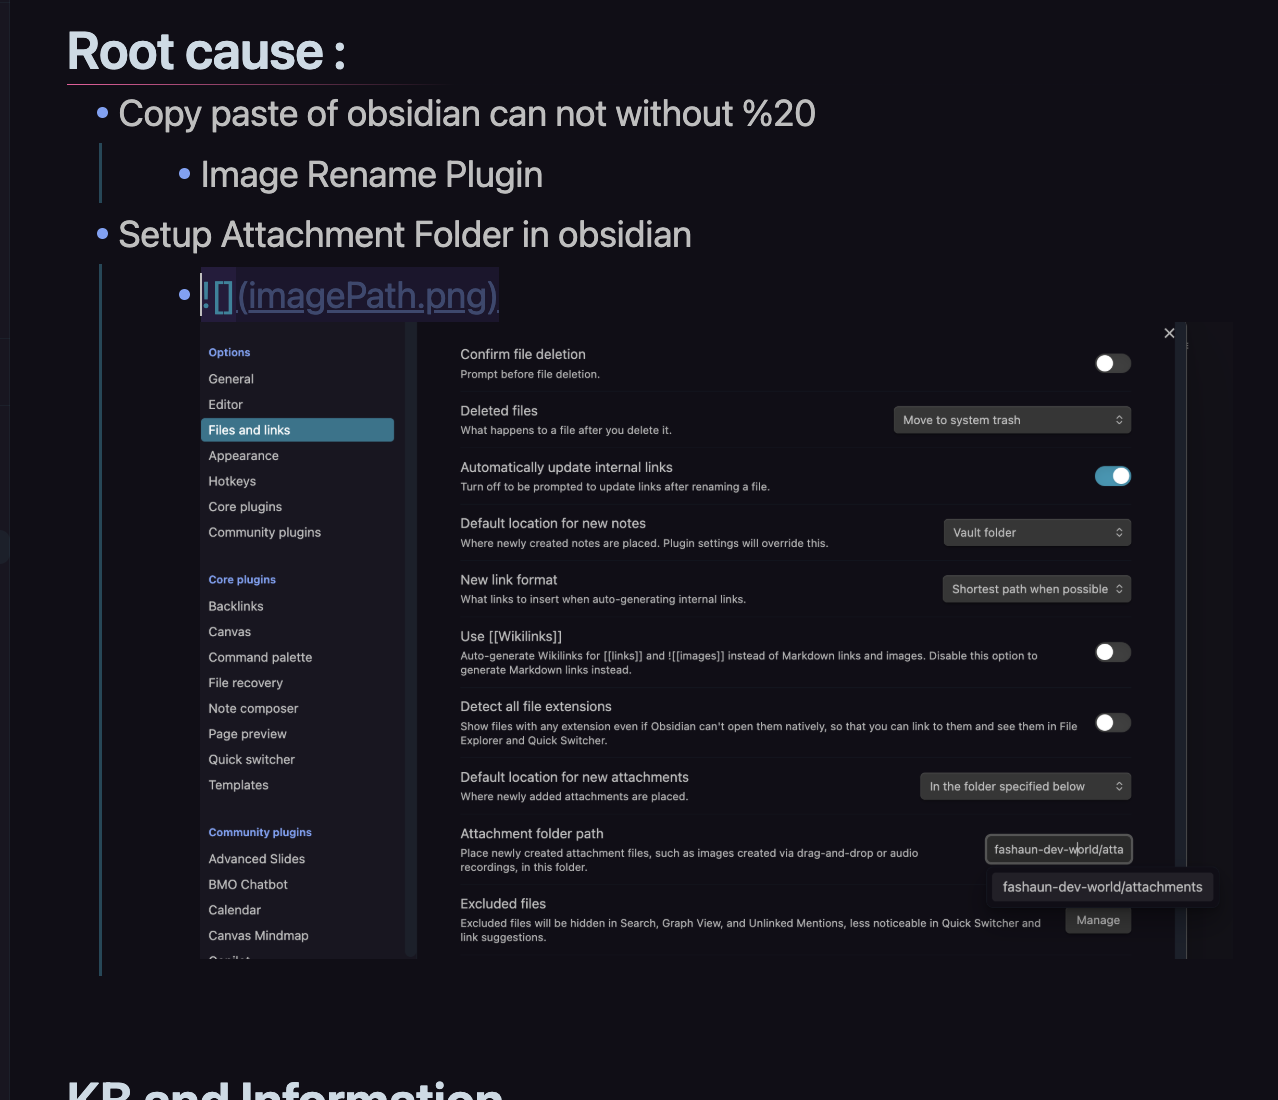 Root cause :
Copy paste of obsidian can not without %20
Image Rename Plugin
Setup Attachment Folder in obsidian
![](imagePath.png)
Options
General
Editor
Files and links
Appearance
Hotkeys
Core plugins
Community plugins
Core plugins
Backlinks
Canvas
Command palette
File recovery
Note composer
Page preview
Quick switcher
Templates
Community plugins
Advanced Slides
BMO Chatbot
Calendar
Canvas Mindmap
Confirm file deletion
Prompt before file deletion.
Deleted files
What happens to a file after you delete it.
Move to system trash
Automatically update internal links
Turn off to be prompted to update links after renaming a file.
Default location for new notes
Where newly created notes are placed. Plugin settings will override this.
Vault folder
New link format
What links to insert when auto-generating internal links.
Shortest path when possible
Use [[Wikilinks]]
Auto-generate Wikilinks for [[links]] and ![[images]] instead of Markdown links and images. Disable this option to
generate Markdown links instead.
Detect all file extensions
Show files with any extension even if Obsidian can't open them natively, so that you can link to them and see them in File
Explorer and Quick Switcher.
Default location for new attachments
Where newly added attachments are placed.
In the folder specified below
Attachment folder path
Place newly created attachment files, such as images created via drag-and-drop or audio
recordings, in this folder.
fashaun-dev-world/atta
fashaun-dev-world/attachments
Excluded files
Excluded files will be hidden in Search, Graph View, and Unlinked Mentions, less noticeable in Quick Switcher and
link suggestions.
Manage
KB and Information